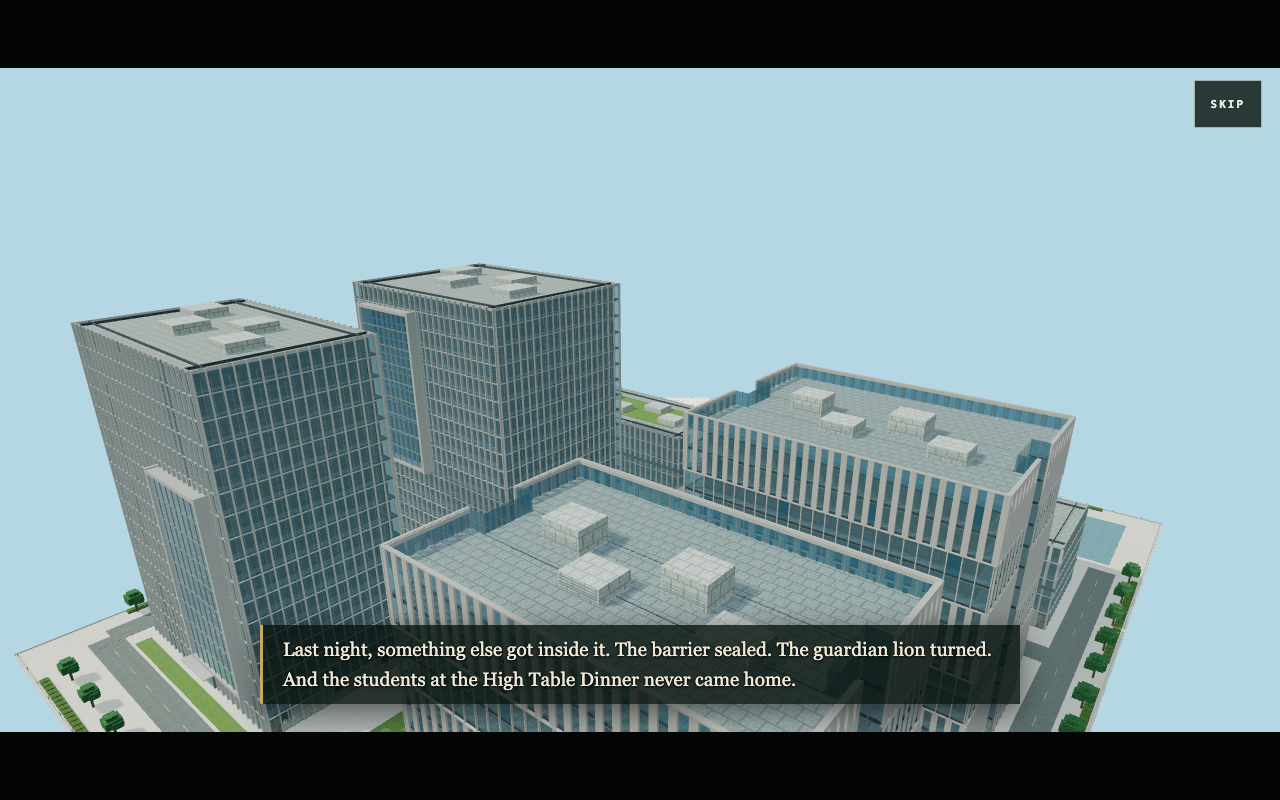 SKIP
Last night, something else got inside it. The barrier sealed. The guardian lion turned.
And the students at the High Table Dinner never came home.